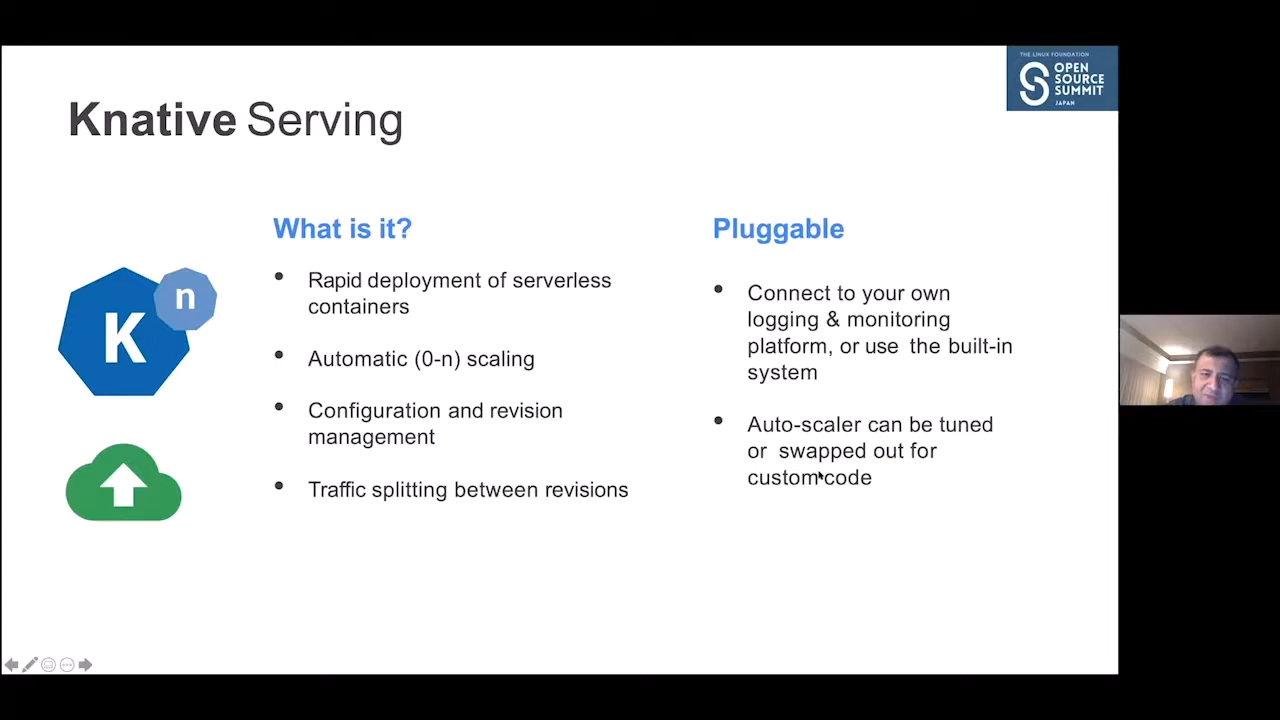 THE LINUX FOUNDATION
OPEN
SOURCE
SUMMIT
JAPAN
Knative Serving
What is it?
K
n
• Rapid deployment of serverless
containers
• Automatic (0-n) scaling
• Configuration and revision
management
• Traffic splitting between revisions
Pluggable
• Connect to your own
logging & monitoring
platform, or use the built-in
system
• Auto-scaler can be tuned
or swapped out for
custom code